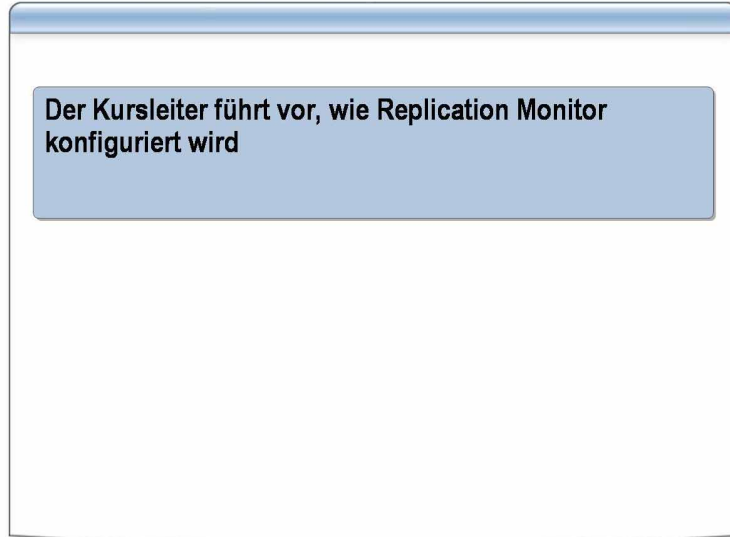 Der Kursleiter führt vor, wie Replication Monitor
konfiguriert wird